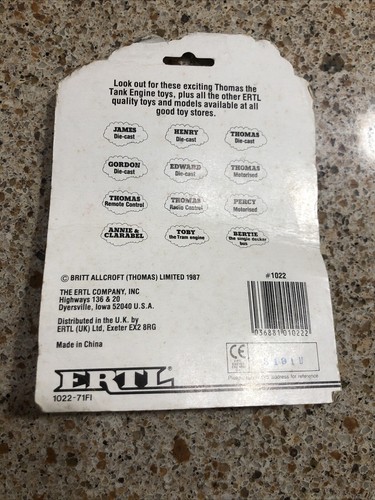 Look out for these exciting Thomas the
Tank Engine toys, plus all the other ERTL
quality toys and models available at all
good toy stores.
JAMES
Die-cast
HENRY
Die-cast
THOMAS
Die-cast
GORDON
Die-cast
EDWARD
Die-cast
THOMAS
Motorised
THOMAS
Remote Control
THOMAS
Radio Control
PERCY
Motorised
ANNIE &
CLARABEL
TOBY
the Tram engine
BERTIE
the single decker
bus
© BRITT ALLCROFT (THOMAS) LIMITED 1987
THE ERTL COMPANY, INC
Highways 136 & 20
Dyersville, Iowa 52040 U.S.A.
Distributed in the U.K. by
ERTL (UK) Ltd, Exeter EX2 8RG
Made in China
#1022
036881010222
CE
ERTL
1022-71FI